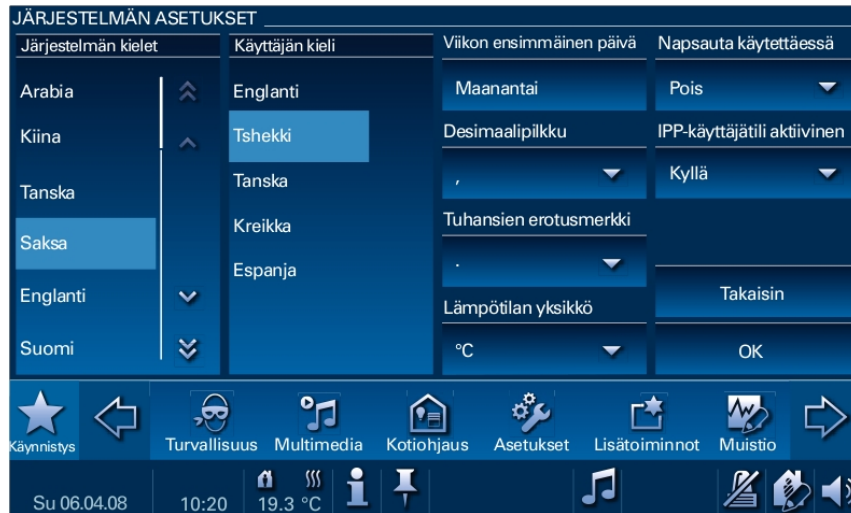 JÄRJESTELMÄN ASETUKSET
Järjestelmän kielet
Arabia
Kiina
Tanska
Saksa
Englanti
Suomi
Käyttäjän kieli
Englanti
Tshekki
Tanska
Kreikka
Espanja
Viikon ensimmäinen päivä
Maanantai
Desimaalipilkku
,
Tuhansien erotusmerkki
.
Lämpötilan yksikkö
°C
Napsauta käytettäessä
Pois
IPP-käyttäjätili aktiivinen
Kyllä
Takaisin
OK
Käynnistys
Turvallisuus
Multimedia
Kotiohjaus
Asetukset
Lisätoiminnot
Muistio
Su 06.04.08
10:20
19.3 °C